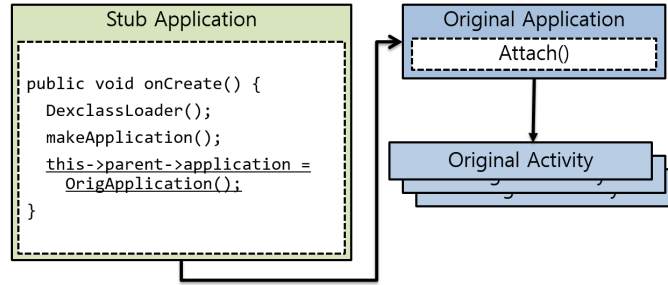 Stub Application
public void onCreate() {
DexclassLoader();
makeApplication();
this->parent->application =
OrigApplication();
}
Original Application
Attach()
Original Activity